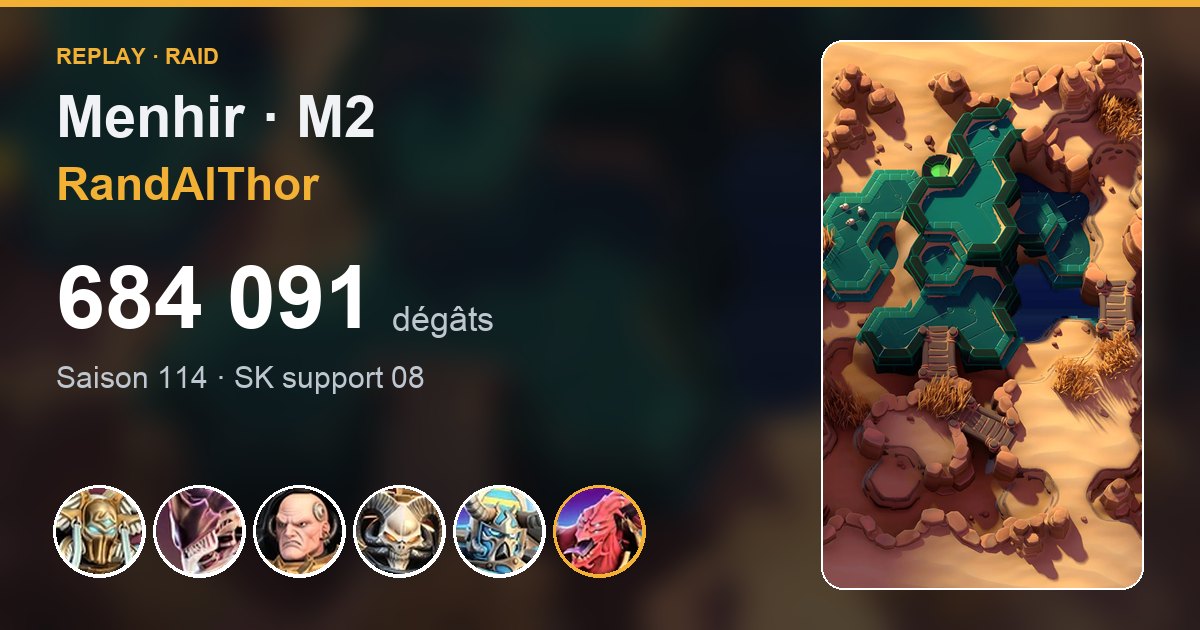 REPLAY · RAID
Menhir · M2
RandAlThor
684 091 dégâts
Saison 114 · SK support 08